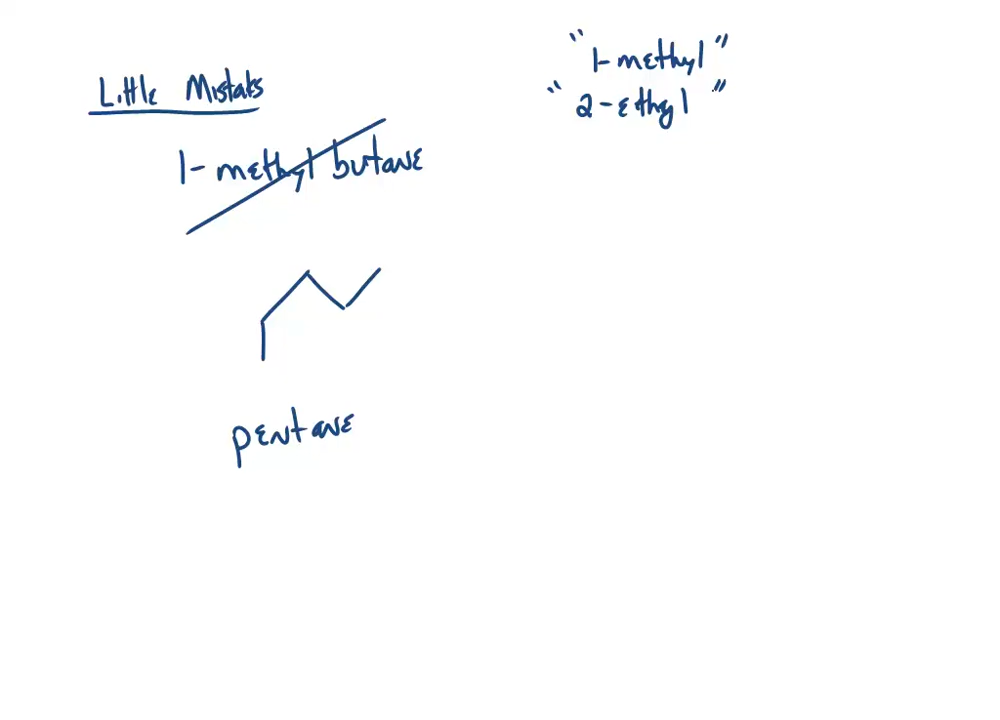 Little Mistaks
1-methyl butane
pentane
"1-methyl"
"2-ethyl"